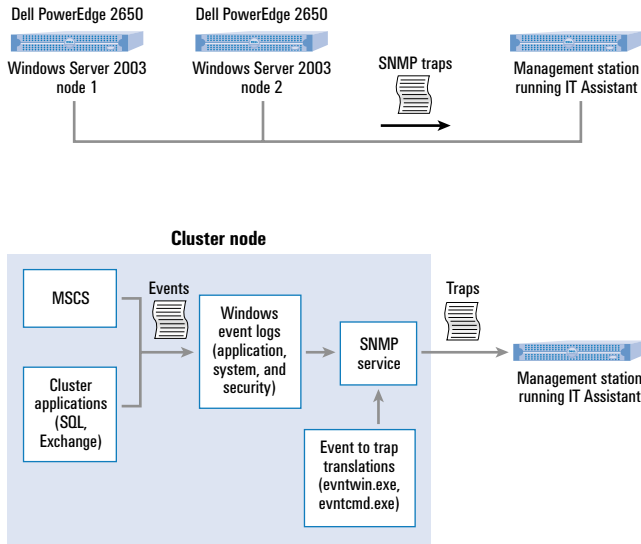 Dell PowerEdge 2650
Dell PowerEdge 2650
Windows Server 2003
node 1
Windows Server 2003
node 2
SNMP traps
Management station
running IT Assistant
Cluster node
MSCS
Events
Windows
event logs
(application,
system, and
security)
SNMP
service
Traps
Management station
running IT Assistant
Cluster
applications
(SQL,
Exchange)
Event to trap
translations
(evntwin.exe,
evntcmd.exe)